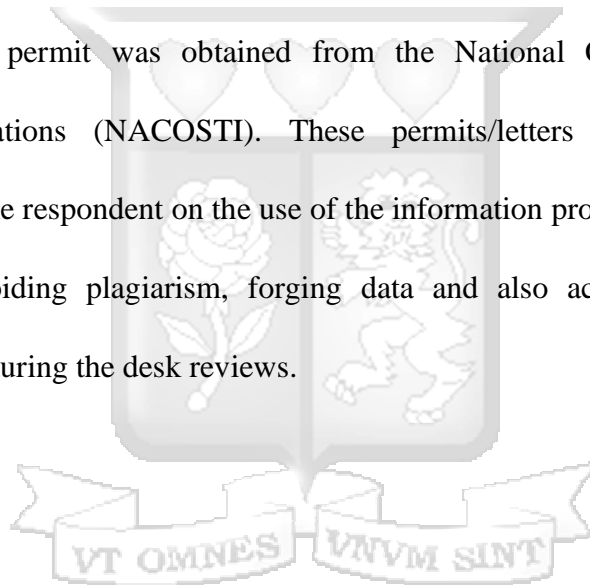 permit was obtained from the National
ations (NACOSTI). These permits/letters
e respondent on the use of the information pro
iding plagiarism, forging data and also ac
uring the desk reviews.
VT OMNES VNVM SINT